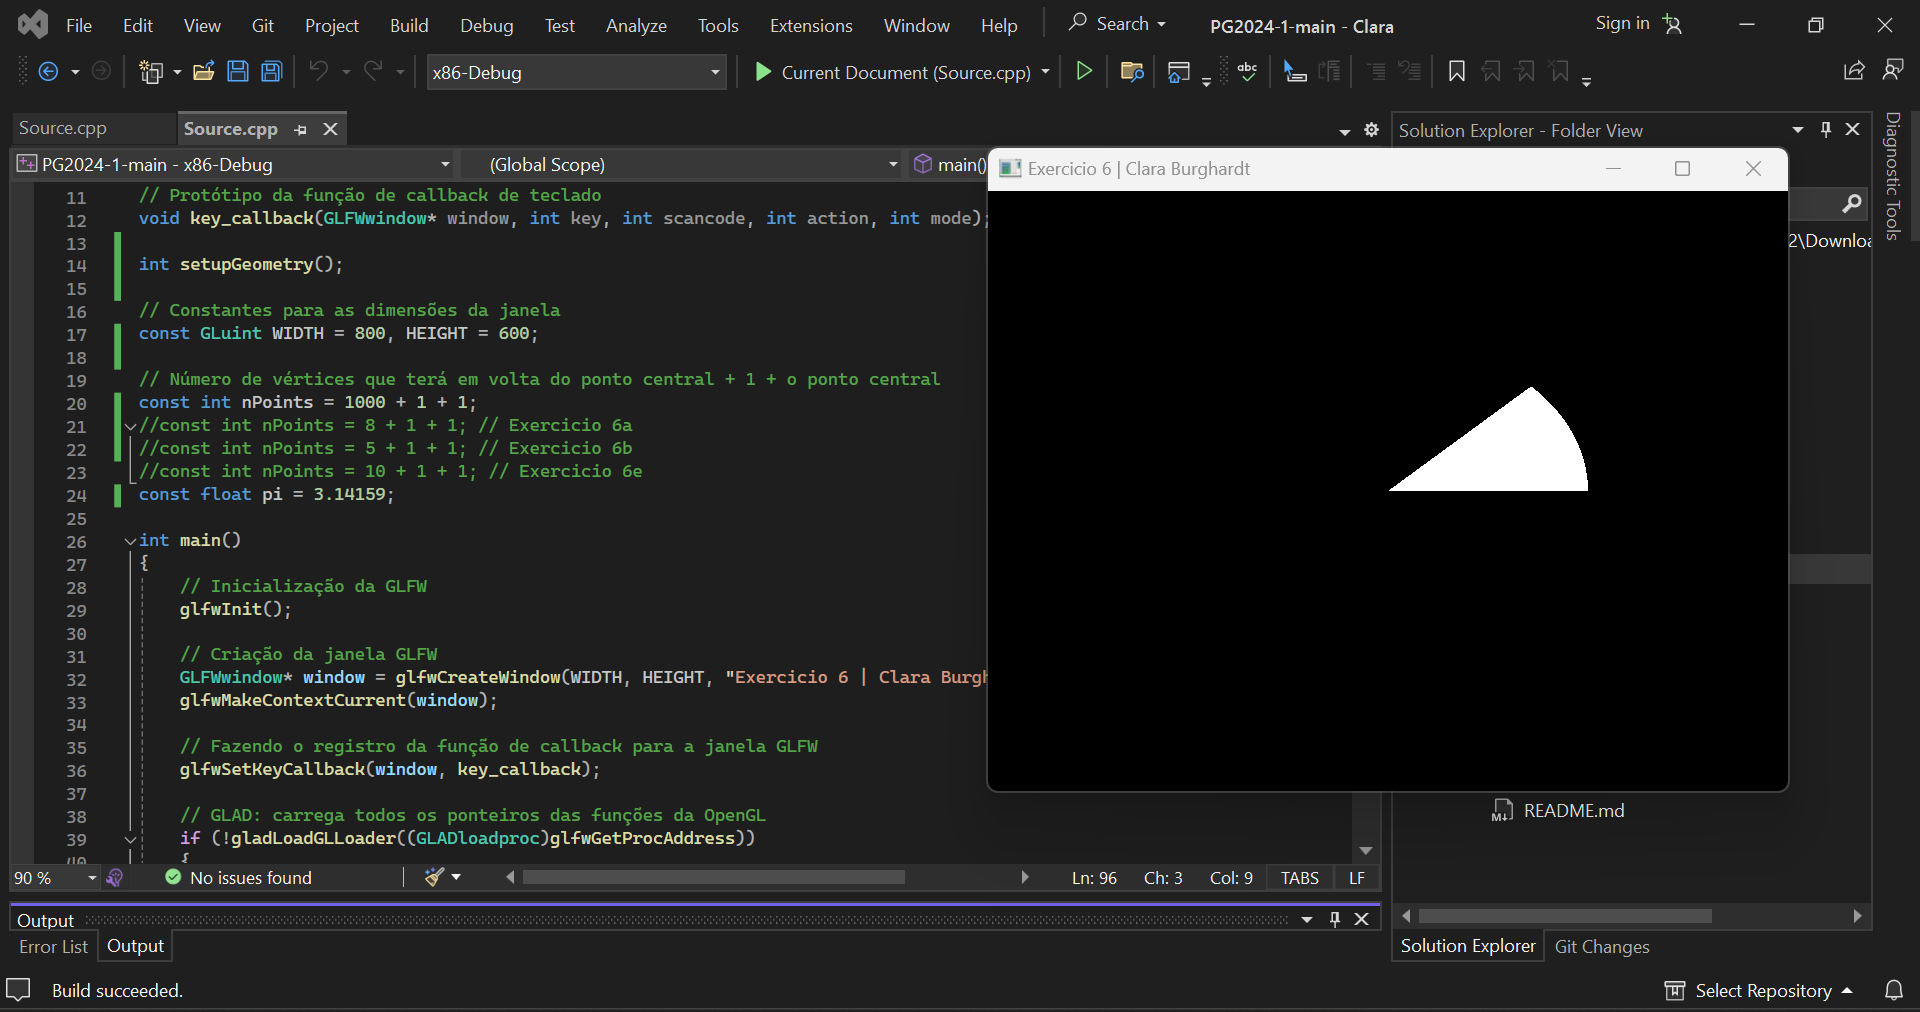 File Edit View Git Project Build Debug Test Analyze Tools Extensions Window Help Search PG2024-1-main - Clara Sign in
x86-Debug Current Document (Source.cpp) abc
Source.cpp Source.cpp
Solution Explorer - Folder View
Diagnostic Tools
PG2024-1-main - x86-Debug (Global Scope) main()
Exercicio 6 | Clara Burghardt
11 // Protótipo da função de callback de teclado
12 void key_callback(GLFWwindow* window, int key, int scancode, int action, int mode);
13
14 int setupGeometry();
15
16 // Constantes para as dimensões da janela
17 const GLuint WIDTH = 800, HEIGHT = 600;
18
19 // Número de vértices que terá em volta do ponto central + 1 + o ponto central
20 const int nPoints = 1000 + 1 + 1;
21 //const int nPoints = 8 + 1 + 1; // Exercicio 6a
22 //const int nPoints = 5 + 1 + 1; // Exercicio 6b
23 //const int nPoints = 10 + 1 + 1; // Exercicio 6e
24 const float pi = 3.14159;
25
26 int main()
27 {
28 // Inicialização da GLFW
29 glfwInit();
30
31 // Criação da janela GLFW
32 GLFWwindow* window = glfwCreateWindow(WIDTH, HEIGHT, "Exercicio 6 | Clara Burgh
33 glfwMakeContextCurrent(window);
34
35 // Fazendo o registro da função de callback para a janela GLFW
36 glfwSetKeyCallback(window, key_callback);
37
38 // GLAD: carrega todos os ponteiros das funções da OpenGL
39 if (!gladLoadGLLoader((GLADloadproc)glfwGetProcAddress))
40 {
2\Downloa
README.md
90 % No issues found Ln: 96 Ch: 3 Col: 9 TABS LF
Output
Error List Output
Solution Explorer Git Changes
Build succeeded.
Select Repository